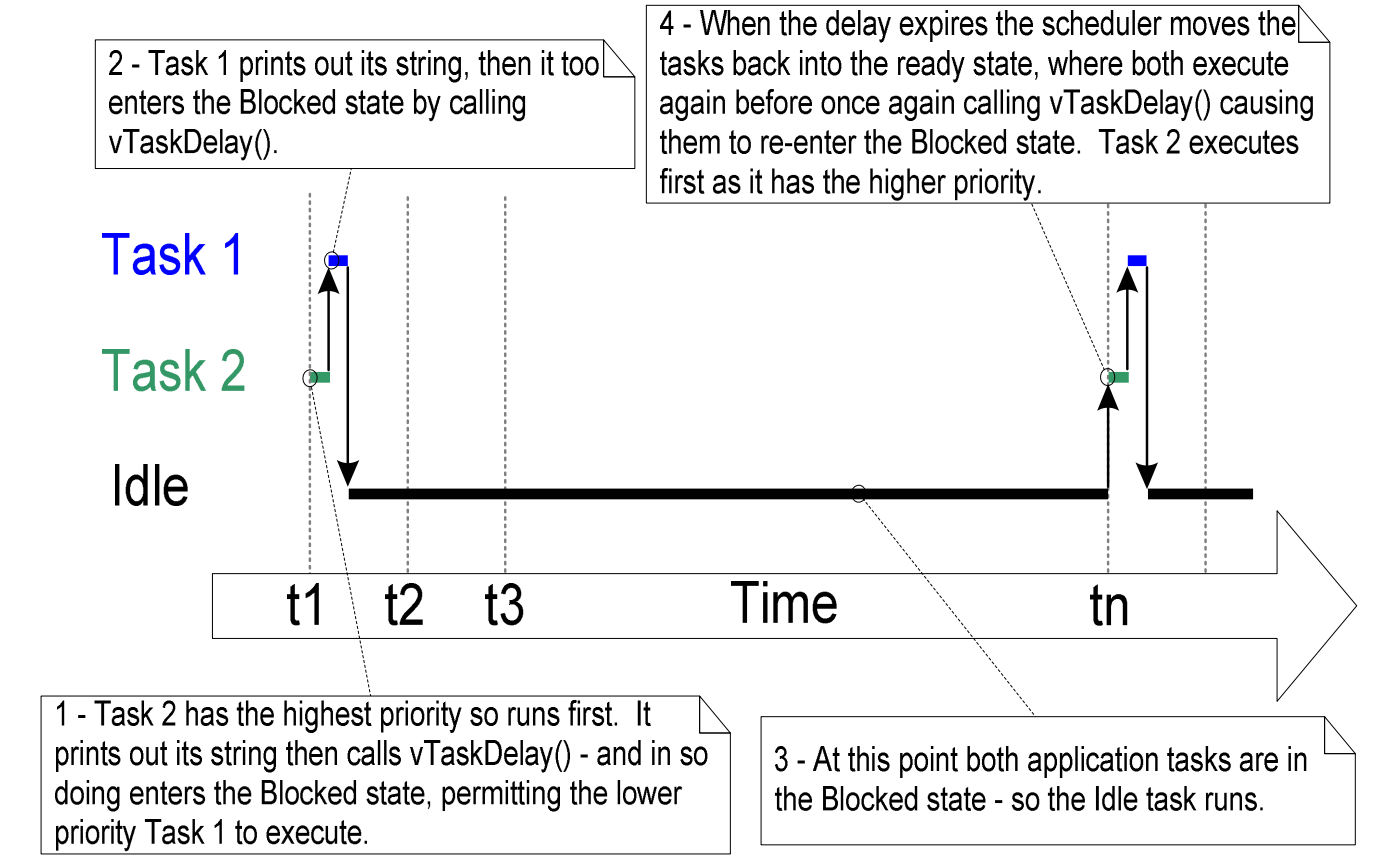 2 - Task 1 prints out its string, then it too
enters the Blocked state by calling
vTaskDelay().
4 - When the delay expires the scheduler moves the
tasks back into the ready state, where both execute
again before once again calling vTaskDelay() causing
them to re-enter the Blocked state.  Task 2 executes
first as it has the higher priority.
Task 1
Task 2
Idle
t1 t2 t3 Time tn
1 - Task 2 has the highest priority so runs first.  It
prints out its string then calls vTaskDelay() - and in so
doing enters the Blocked state, permitting the lower
priority Task 1 to execute.
3 - At this point both application tasks are in
the Blocked state - so the Idle task runs.